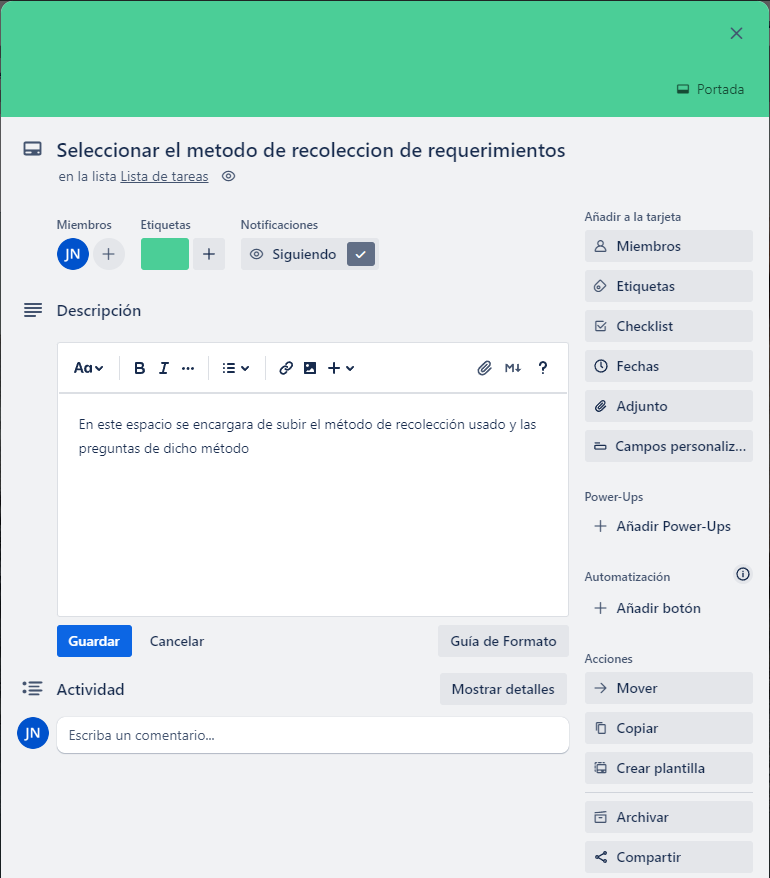 Portada
Seleccionar el metodo de recoleccion de requerimientos
en la lista Lista de tareas
Miembros
Etiquetas
Notificaciones
JN
Siguiendo
Descripción
Aa
B I
M↓ ?
En este espacio se encargara de subir el método de recolección usado y las
preguntas de dicho método
Guardar
Cancelar
Guía de Formato
Actividad
Mostrar detalles
JN
Escriba un comentario...
Añadir a la tarjeta
Miembros
Etiquetas
Checklist
Fechas
Adjunto
Campos personaliz...
Power-Ups
Añadir Power-Ups
Automatización
Añadir botón
Acciones
Mover
Copiar
Crear plantilla
Archivar
Compartir